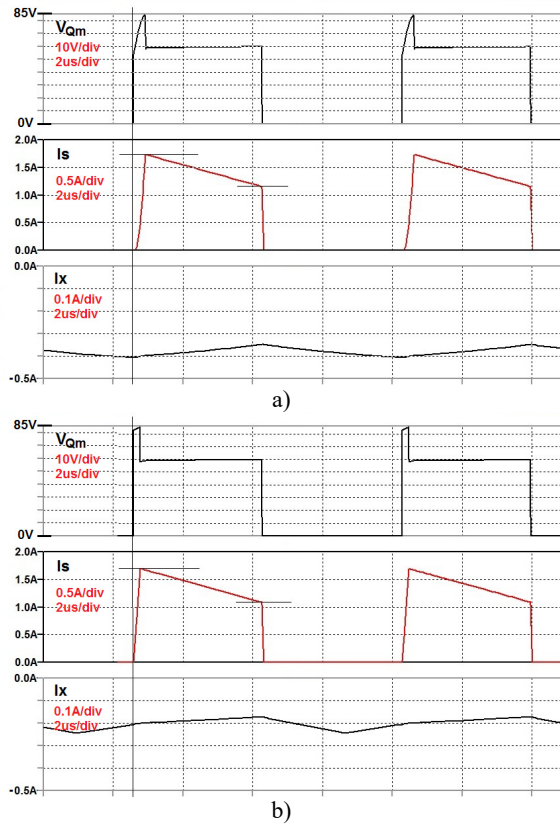 85V
VQm
10V/div
2us/div
0V
2.0A
Is
1.5A
0.5A/div
1.0A
2us/div
0.5A
0.0A
0.0A
Ix
0.1A/div
2us/div
-0.5A
a)
85V
VQm
10V/div
2us/div
0V
2.0A
Is
1.5A
0.5A/div
1.0A
2us/div
0.5A
0.0A
0.0A
Ix
0.1A/div
2us/div
-0.5A
b)